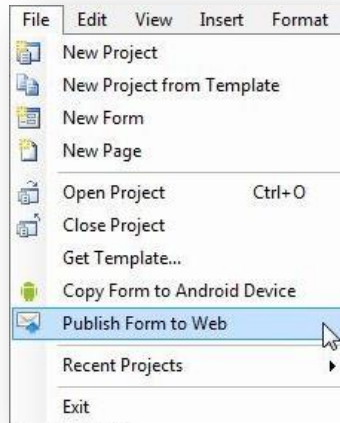 File Edit View Insert Format
New Project
New Project from Template
New Form
New Page
Open Project Ctrl+O
Close Project
Get Template...
Copy Form to Android Device
Publish Form to Web
Recent Projects
Exit